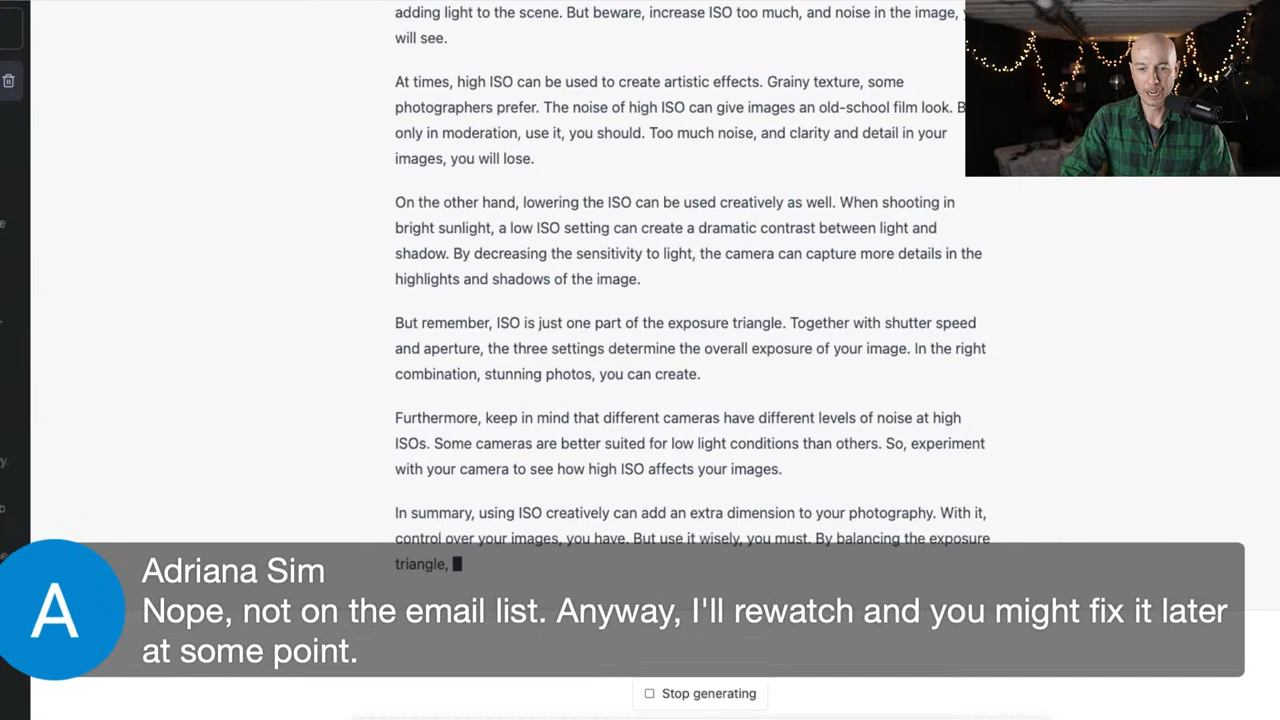 adding light to the scene. But beware, increase ISO too much, and noise in the image,
will see.
At times, high ISO can be used to create artistic effects. Grainy texture, some
photographers prefer. The noise of high ISO can give images an old-school film look.
only in moderation, use it, you should. Too much noise, and clarity and detail in your
images, you will lose.
On the other hand, lowering the ISO can be used creatively as well. When shooting in
bright sunlight, a low ISO setting can create a dramatic contrast between light and
shadow. By decreasing the sensitivity to light, the camera can capture more details in the
highlights and shadows of the image.
But remember, ISO is just one part of the exposure triangle. Together with shutter speed
and aperture, the three settings determine the overall exposure of your image. In the right
combination, stunning photos, you can create.
Furthermore, keep in mind that different cameras have different levels of noise at high
ISOs. Some cameras are better suited for low light conditions than others. So, experiment
with your camera to see how high ISO affects your images.
In summary, using ISO creatively can add an extra dimension to your photography. With it,
control over your images, you have. But use it wisely, you must. By balancing the exposure
triangle,
A
Adriana Sim
Nope, not on the email list. Anyway, I'll rewatch and you might fix it later
at some point.
Stop generating